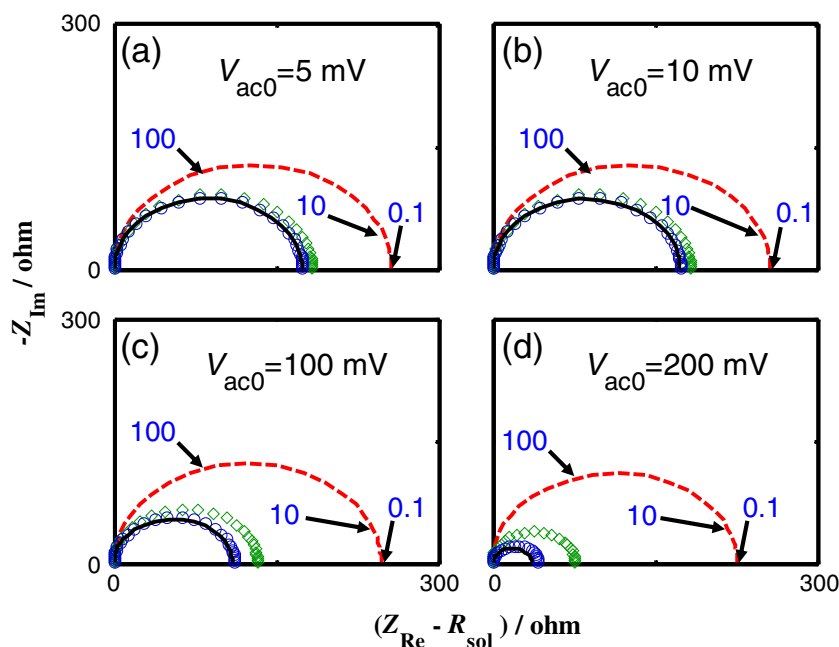 300
(a)
V_ac0=5 mV
100
10
0.1
0
(b)
V_ac0=10 mV
100
10
0.1
-Z_Im / ohm
300
(c)
V_ac0=100 mV
100
10
0.1
0
0
300
(d)
V_ac0=200 mV
100
10
0.1
0
300
(Z_Re - R_sol) / ohm